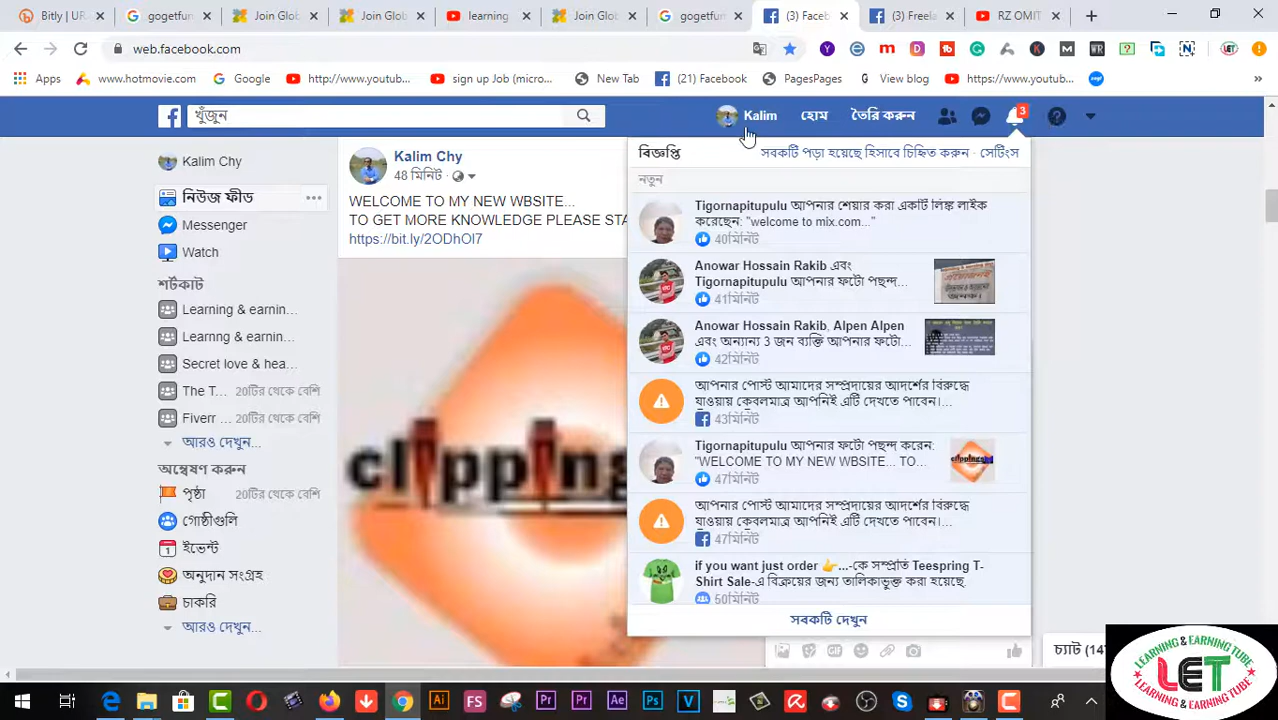 Bitly | UR
gogetfun
Join Glob
Join Glob
learning
Join Glob
gogetfun
(3) Faceb
(3) Freela
RZ OMIT
web.facebook.com
Apps
www.hotmovie.com
Google
http://www.youtub...
sign up Job (micro...
New Tab
(21) Facebook
PagesPages
View blog
https://www.youtub...
খুঁজুন
Kalim
হোম
তৈরি করুন
3
Kalim Chy
নিউজ ফীড
Messenger
Watch
শর্টকাট
Learning & earnin...
Learnng & earnin...
Secret love & hea...
The T... 20টির থেকে বেশি
Fiverr ... 20টির থেকে বেশি
আরও দেখুন...
অন্বেষণ করুন
পৃষ্ঠা 20টির থেকে বেশি
গোষ্ঠীগুলি
ইভেন্ট
অনুদান সংগ্রহ
চাকরি
আরও দেখুন...
Kalim Chy
48 মিনিট
WELCOME TO MY NEW WBSITE...
TO GET MORE KNOWLEDGE PLEASE STA
https://bit.ly/2ODhOI7
clipping
বিজ্ঞপ্তি
সবকটি পড়া হয়েছে হিসাবে চিহ্নিত করুন · সেটিংস
নতুন
Tigornapitupulu আপনার শেয়ার করা একটি লিঙ্ক লাইক
করেছেন: "welcome to mix.com..."
40মিনিট
Anowar Hossain Rakib এবং
Tigornapitupulu আপনার ফটো পছন্দ...
41মিনিট
Anowar Hossain Rakib, Alpen Alpen
এবং অন্যান্য 3 জন ব্যক্তি আপনার ফটো...
42মিনিট
আপনার পোস্ট আমাদের সম্প্রদায়ের আদর্শের বিরুদ্ধে
যাওয়ায় কেবলমাত্র আপনিই এটি দেখতে পাবেন।...
43মিনিট
Tigornapitupulu আপনার ফটো পছন্দ করেন:
"WELCOME TO MY NEW WBSITE... TO...
47মিনিট
আপনার পোস্ট আমাদের সম্প্রদায়ের আদর্শের বিরুদ্ধে
যাওয়ায় কেবলমাত্র আপনিই এটি দেখতে পাবেন।...
47মিনিট
if you want just order 👉...-কে সম্প্রতি Teespring T-
Shirt Sale-এ বিক্রয়ের জন্য তালিকাভুক্ত করা হয়েছে.
50মিনিট
সবকটি দেখুন
GIF
চ্যাট (14
LEARNING & EARNING TUBE
LET
LEARNING & EARNING TUBE